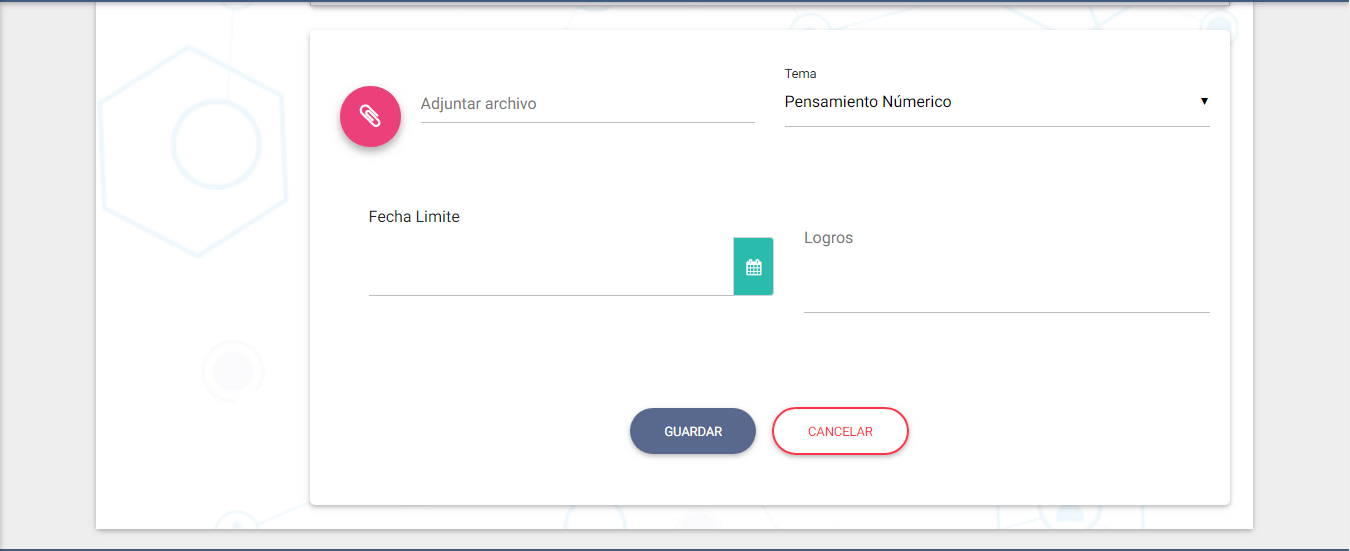 Tema
Adjuntar archivo
Pensamiento Númerico
Fecha Limite
Logros
GUARDAR
CANCELAR